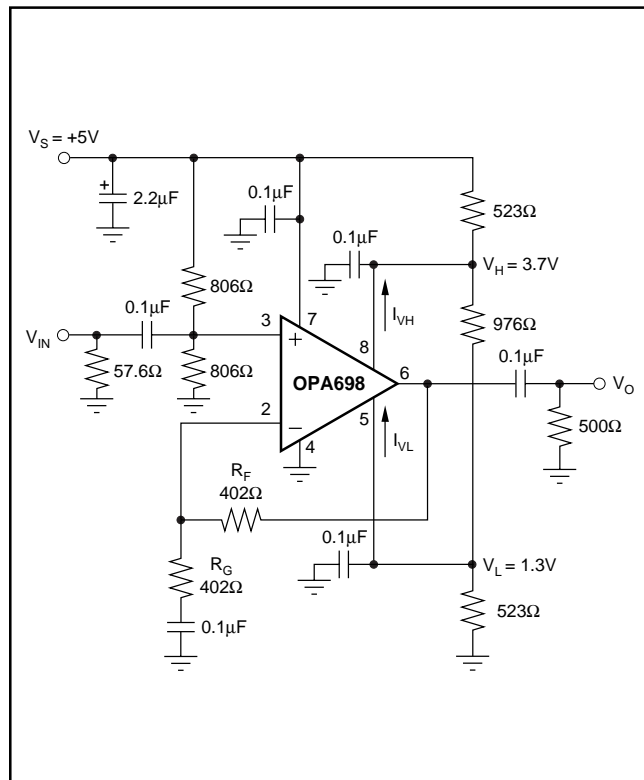 V_S = +5V
2.2µF
+
0.1µF
0.1µF
523Ω
V_H = 3.7V
806Ω
I_VH
976Ω
0.1µF
V_IN
57.6Ω
806Ω
3
+
7
8
OPA698
6
0.1µF
V_O
500Ω
2
−
4
5
I_VL
R_F
402Ω
R_G
402Ω
0.1µF
0.1µF
V_L = 1.3V
523Ω